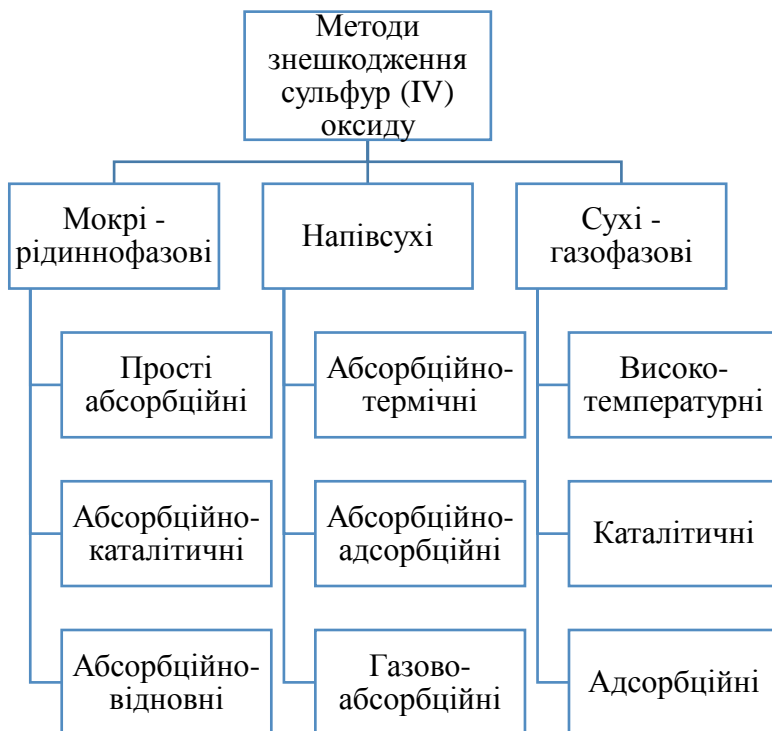 Методи
знешкодження
сульфур (IV)
оксиду
Мокрі -
рідиннофазові
Напівсухі
Сухі -
газофазові
Прості
абсорбційні
Абсорбційно-
термічні
Високо-
температурні
Абсорбційно-
каталітичні
Абсорбційно-
адсорбційні
Каталітичні
Абсорбційно-
відновні
Газово-
абсорбційні
Адсорбційні